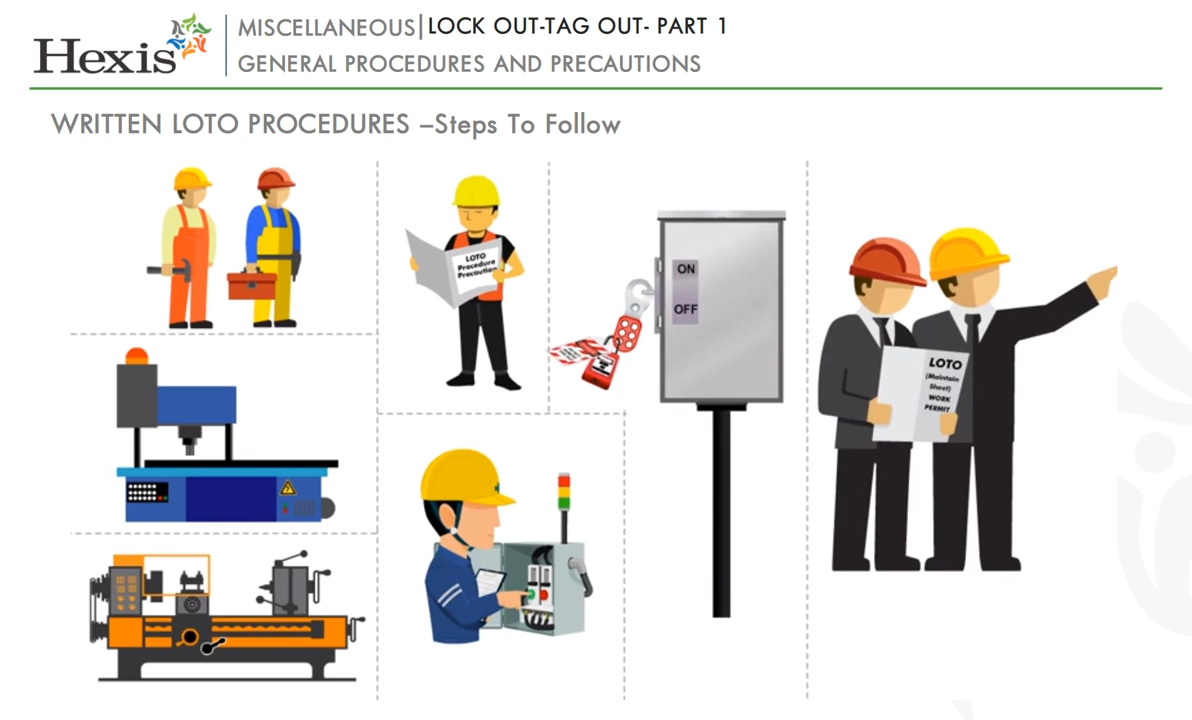 Hexis
MISCELLANEOUS| LOCK OUT-TAG OUT- PART 1
GENERAL PROCEDURES AND PRECAUTIONS
WRITTEN LOTO PROCEDURES –Steps To Follow
LOTO
Procedure
Precaution
ON
OFF
LOTO
(Maintain
Sheet)
WORK
PERMIT